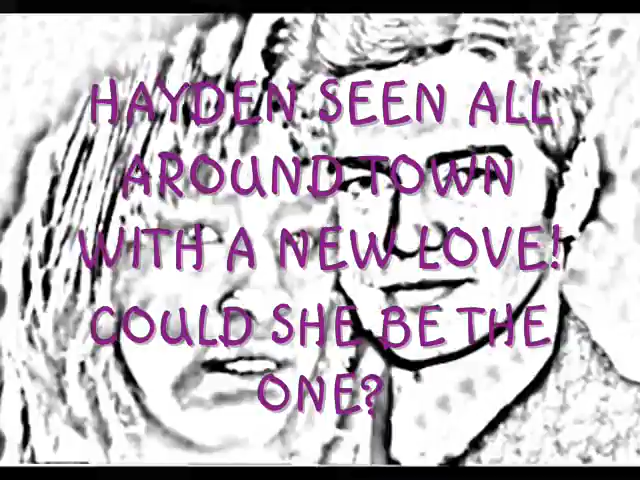 HAYDEN SEEN ALL
AROUND TOWN
WITH A NEW LOVE!
COULD SHE BE THE
ONE?